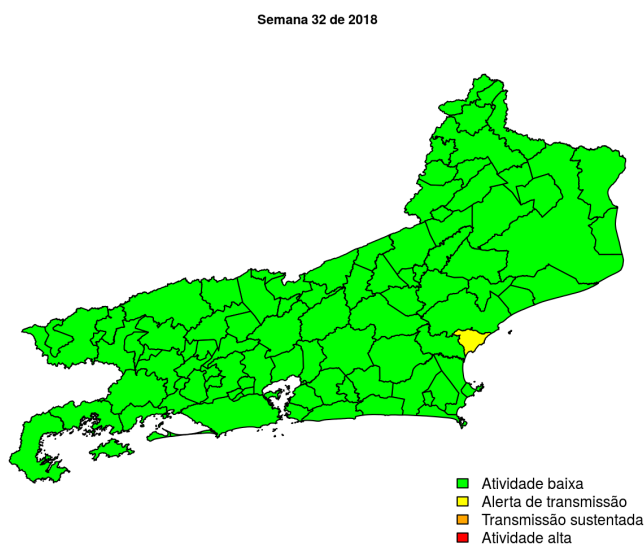 Semana 32 de 2018
Atividade baixa
Alerta de transmissão
Transmissão sustentada
Atividade alta